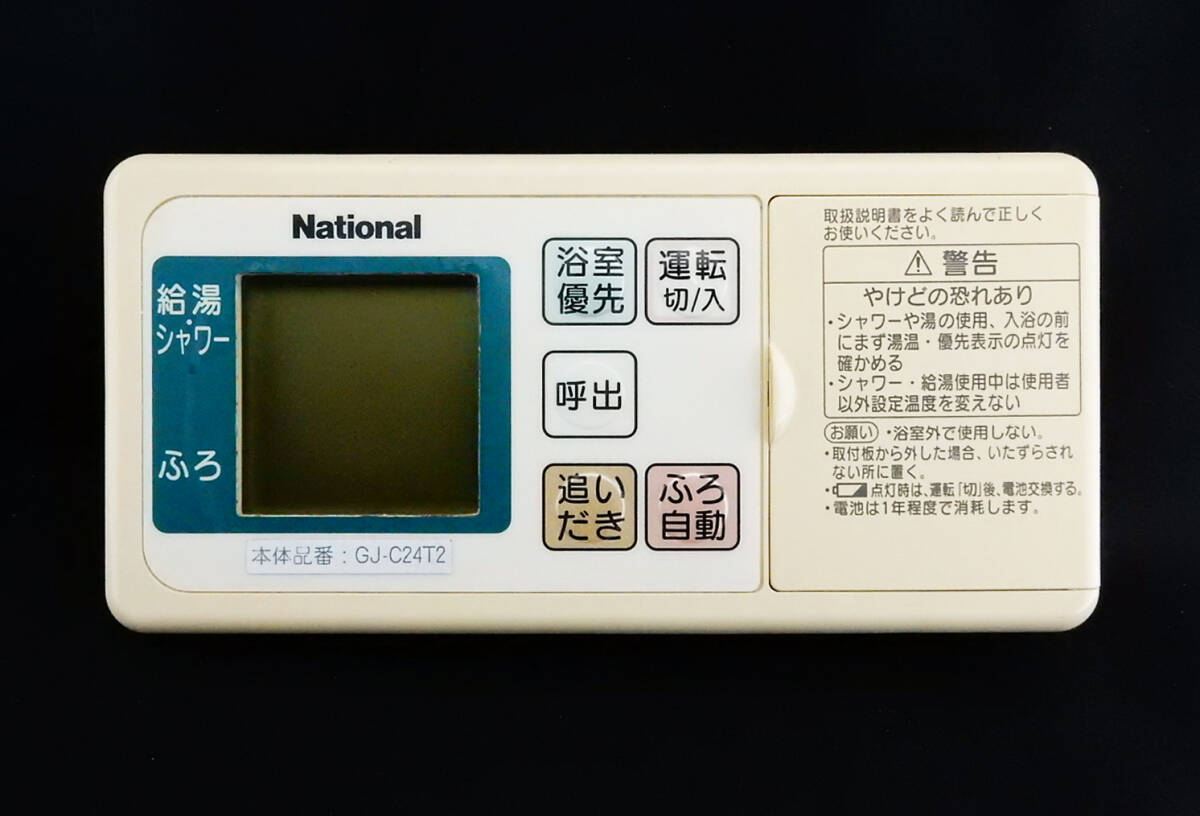 National
給湯
・
シャワー
ふろ
本体品番：GJ-C24T2
浴室
優先
運転
切/入
呼出
追い
だき
ふろ
自動
取扱説明書をよく読んで正しく
お使いください。
⚠ 警告
やけどの恐れあり
・シャワーや湯の使用、入浴の前
にまず湯温・優先表示の点灯を
確かめる
・シャワー・給湯使用中は使用者
以外設定温度を変えない
お願い ・浴室外で使用しない。
・取付板から外した場合、いたずらされ
ない所に置く。
・点灯時は、運転「切」後、電池交換する。
・電池は1年程度で消耗します。